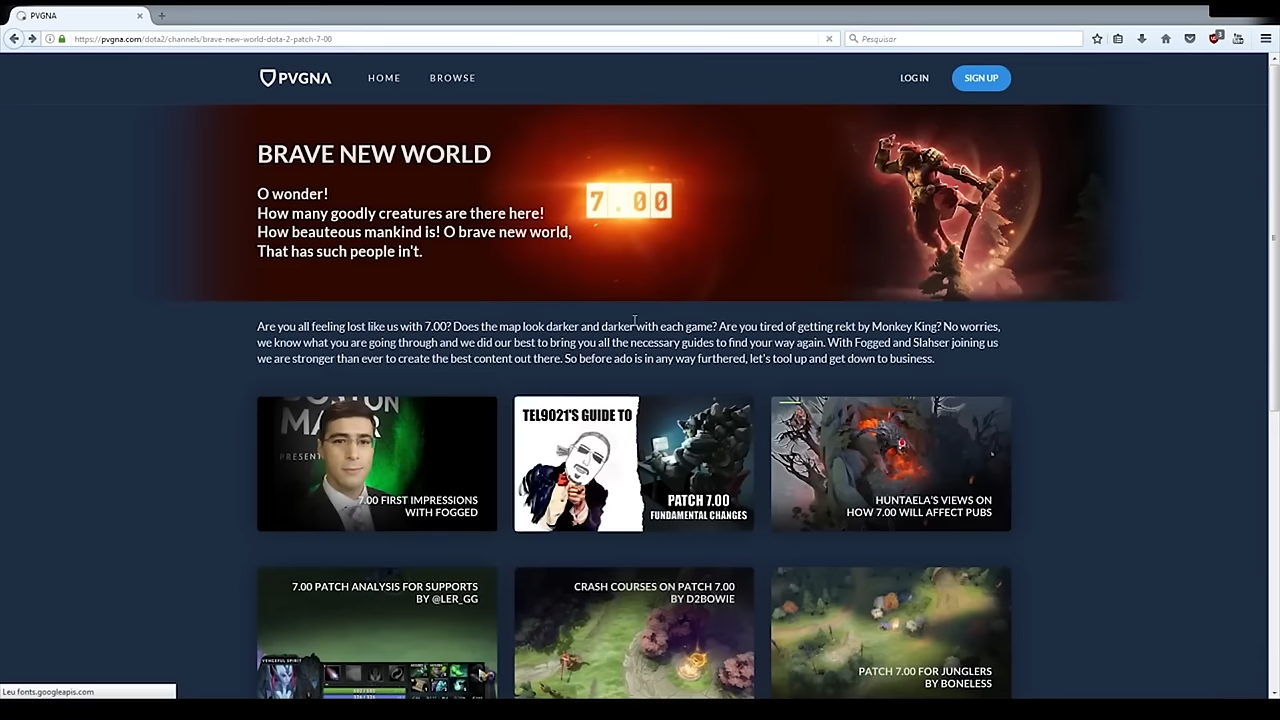 PVGNA
https://pvgna.com/dota2/channels/brave-new-world-dota-2-patch-7-00
Pesquisar
3
PVGNA
HOME
BROWSE
LOG IN
SIGN UP
BRAVE NEW WORLD
O wonder!
How many goodly creatures are there here!
How beauteous mankind is! O brave new world,
That has such people in't.
7.00
Are you all feeling lost like us with 7.00? Does the map look darker and darker with each game? Are you tired of getting rekt by Monkey King? No worries,
we know what you are going through and we did our best to bring you all the necessary guides to find your way again. With Fogged and Slahser joining us
we are stronger than ever to create the best content out there. So before ado is in any way furthered, let's tool up and get down to business.
PRESENT
7.00 FIRST IMPRESSIONS
WITH FOGGED
TEL9021'S GUIDE TO
PATCH 7.00
FUNDAMENTAL CHANGES
HUNTAELA'S VIEWS ON
HOW 7.00 WILL AFFECT PUBS
7.00 PATCH ANALYSIS FOR SUPPORTS
BY @LER_GG
VENGEFUL SPIRIT
CRASH COURSES ON PATCH 7.00
BY D2BOWIE
PATCH 7.00 FOR JUNGLERS
BY BONELESS
Leu fonts.googleapis.com